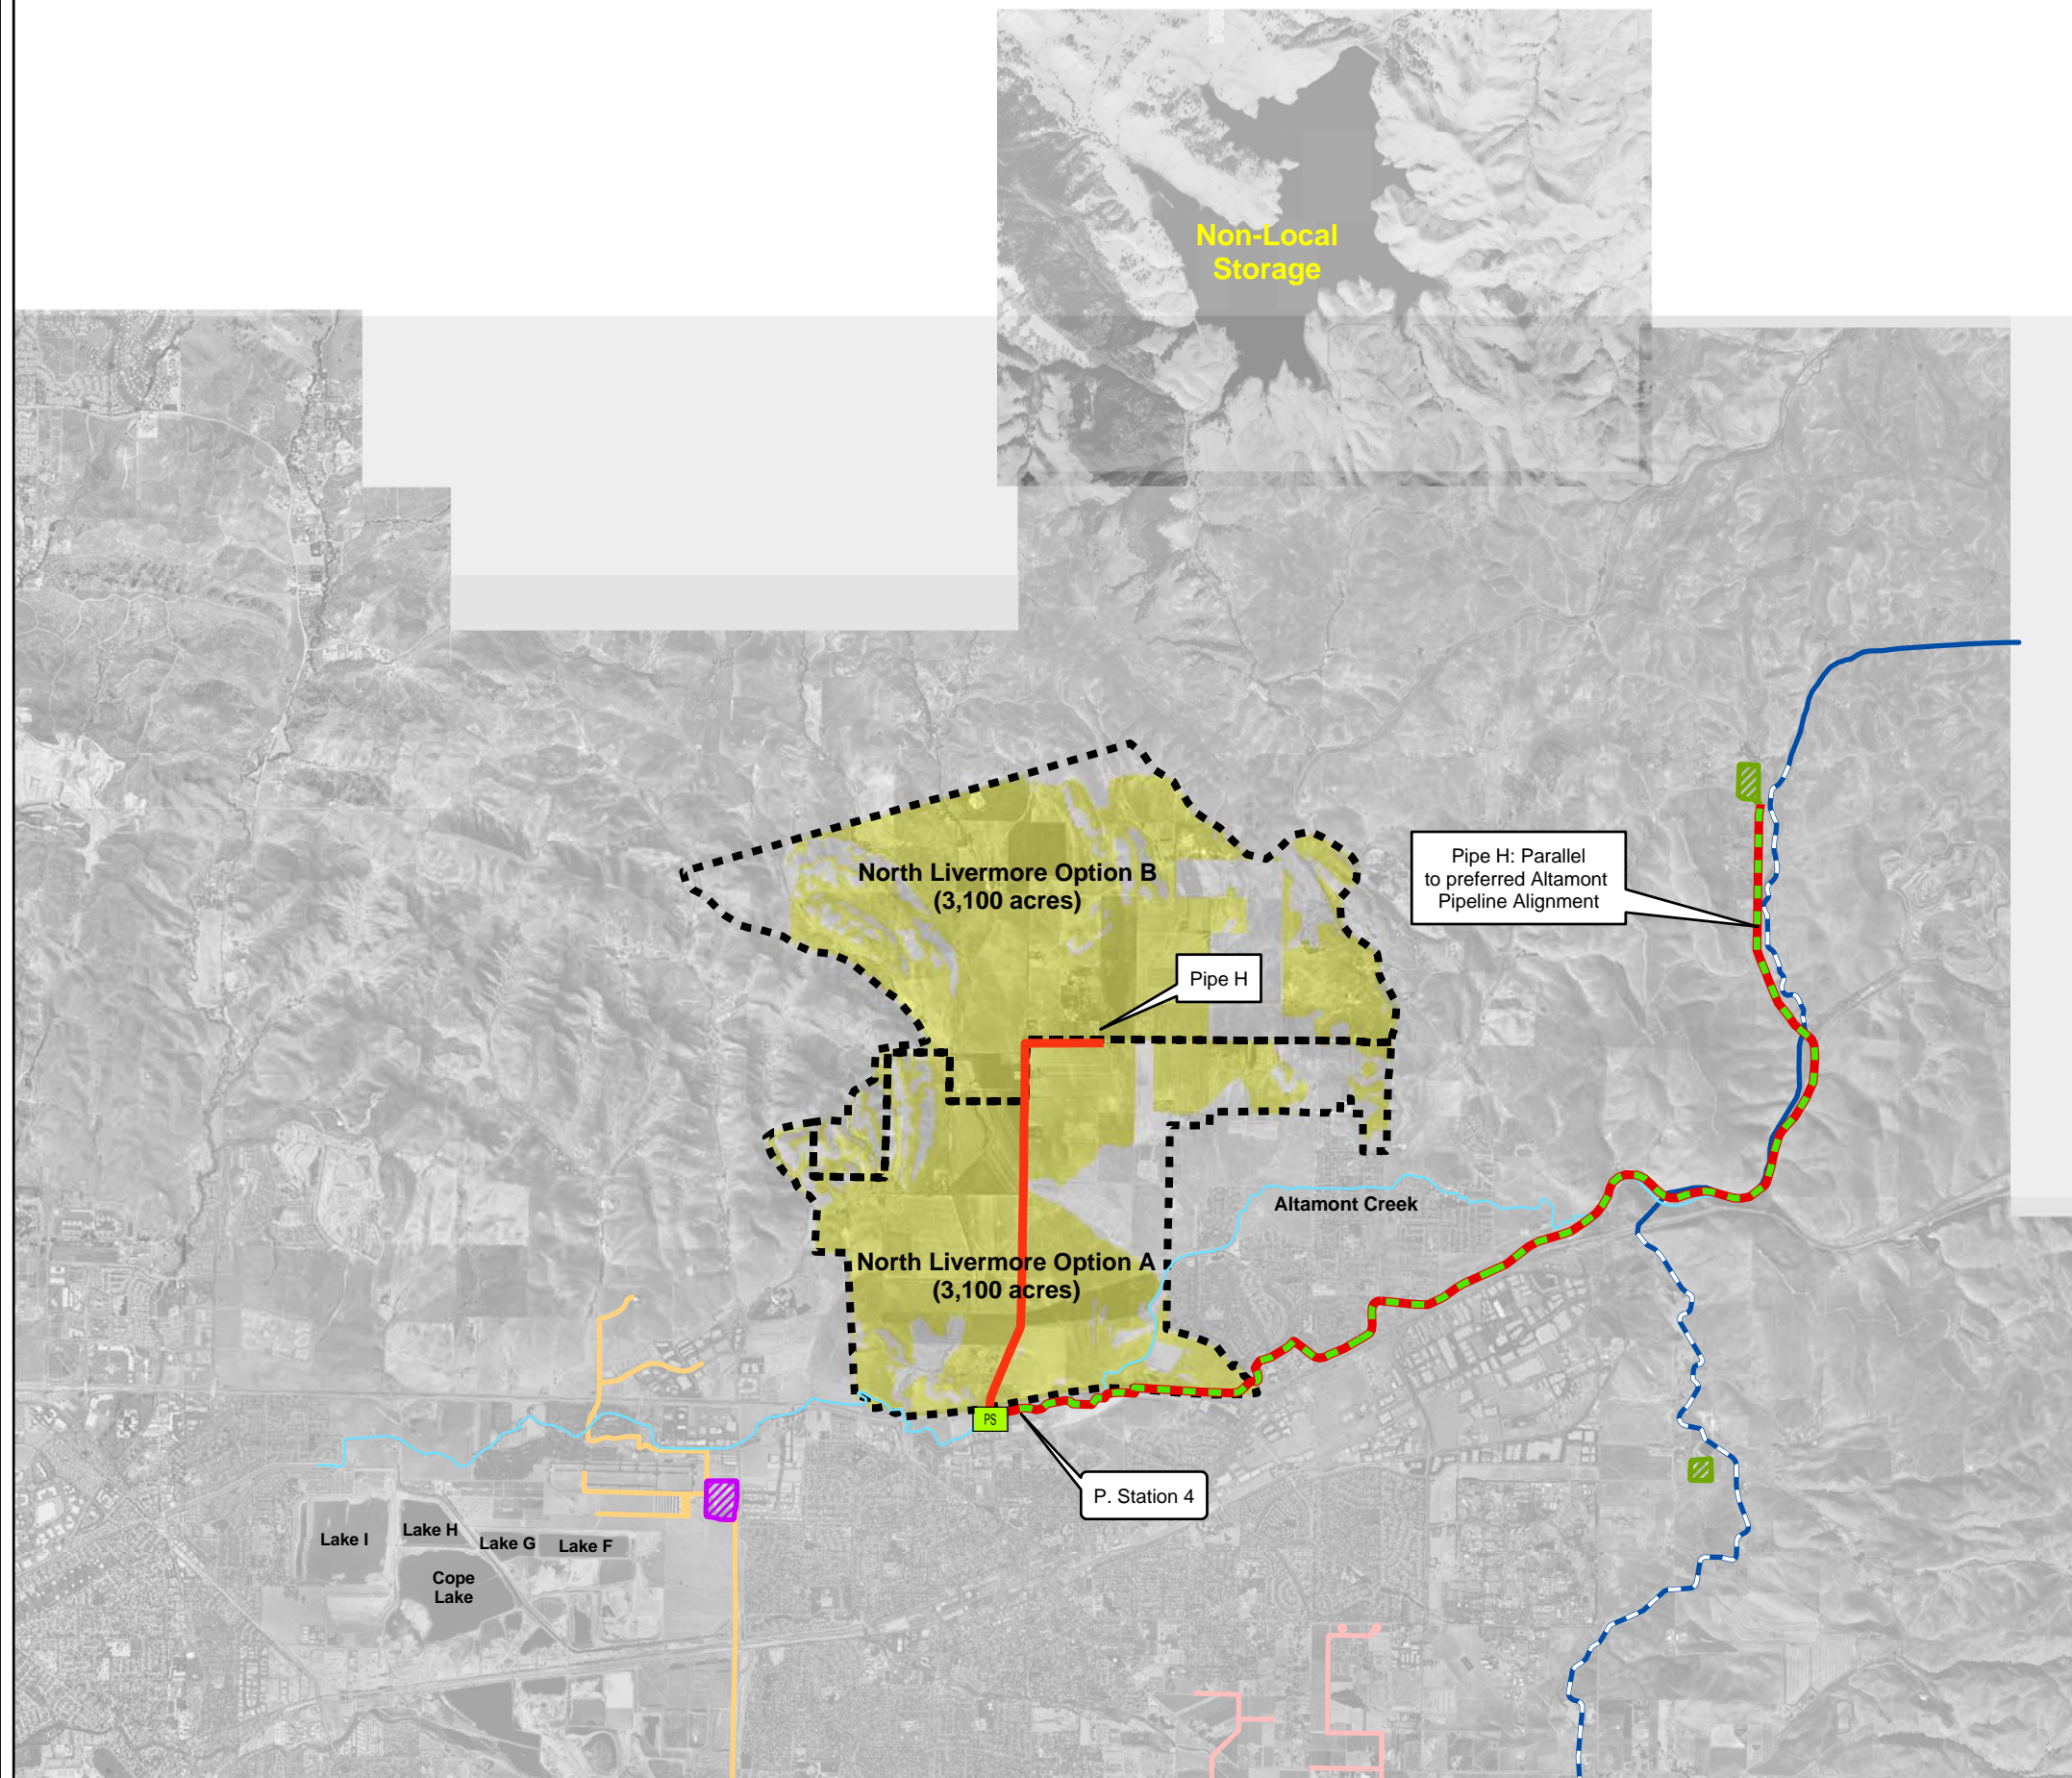 Non-Local
Storage
North Livermore Option B
(3,100 acres)
Pipe H: Parallel
to preferred Altamont
Pipeline Alignment
Pipe H
Altamont Creek
North Livermore Option A
(3,100 acres)
PS
P. Station 4
Lake I
Lake H
Lake G
Lake F
Cope
Lake